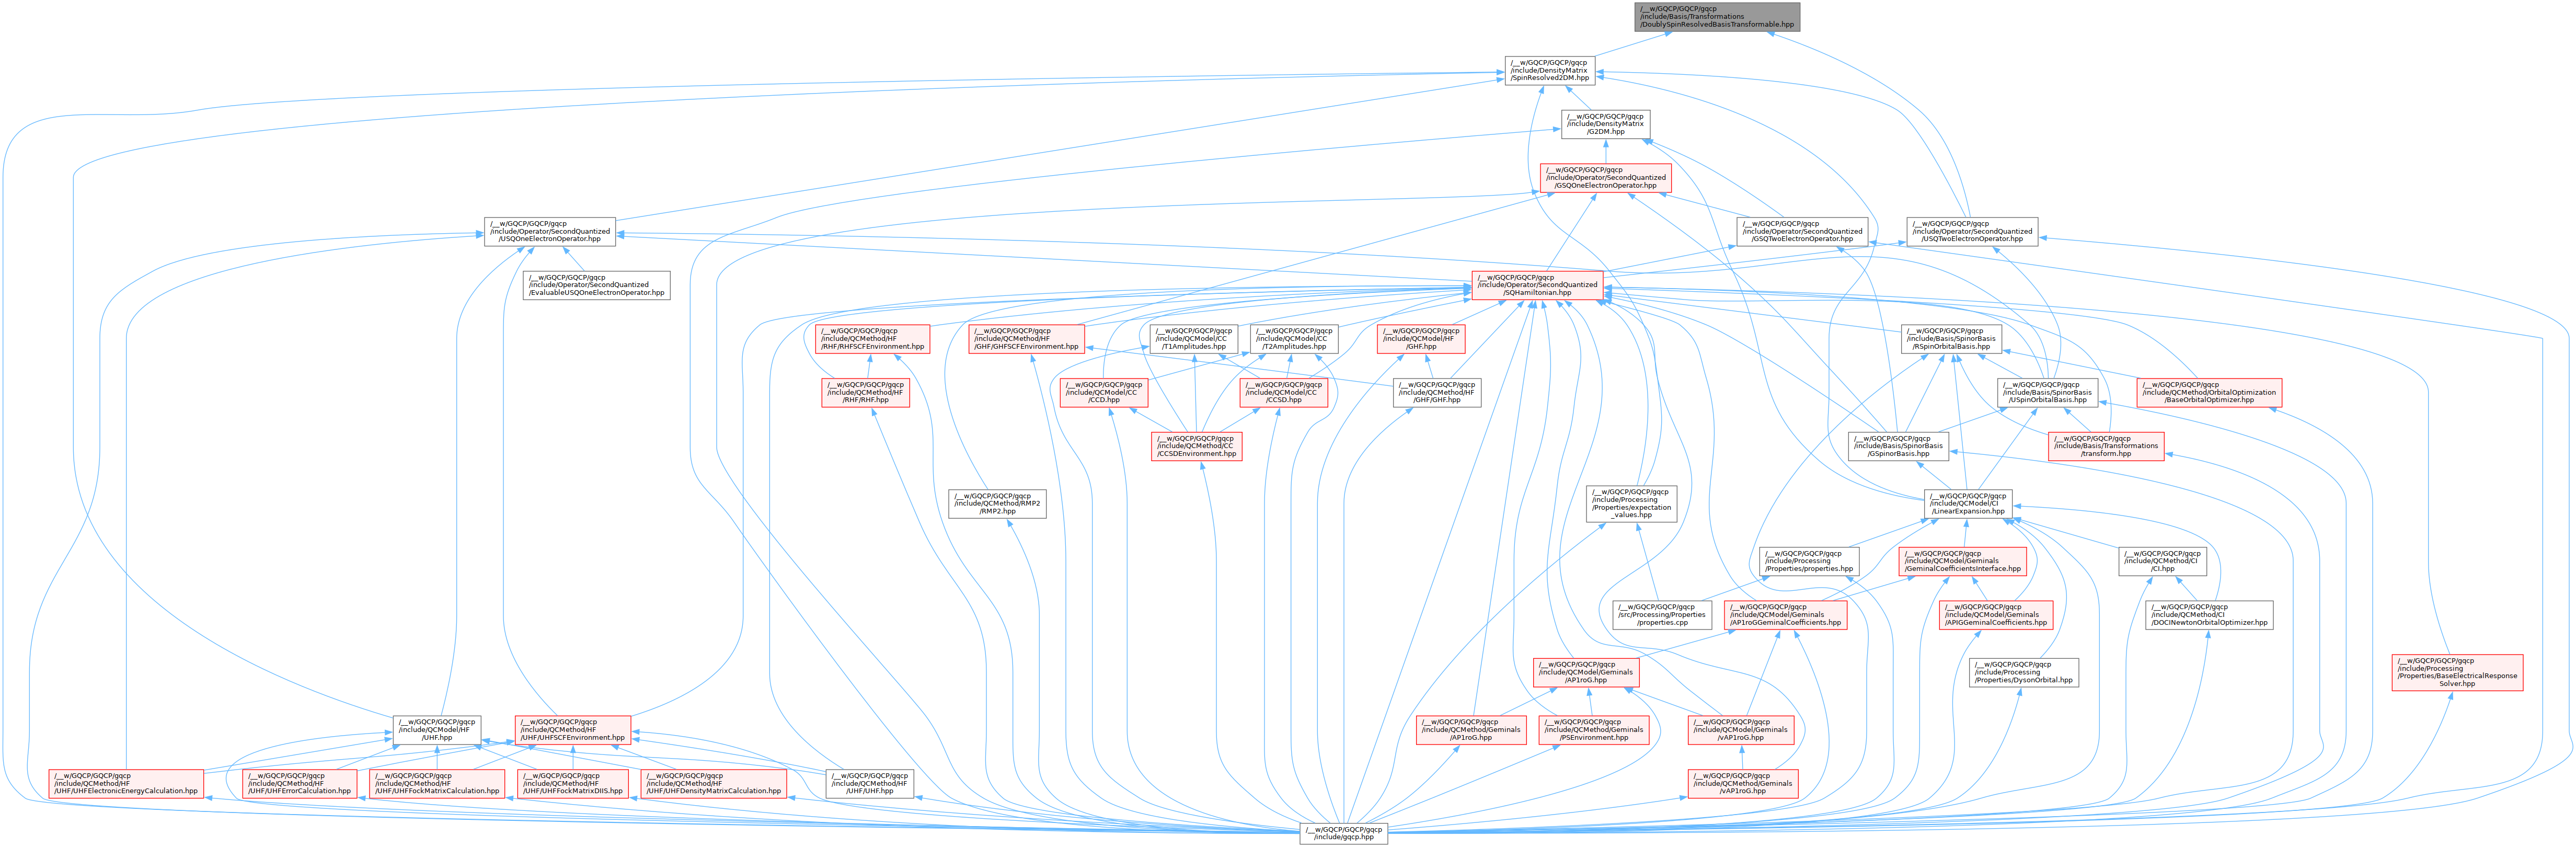 /__w/GQCP/GQCP/gqcp
/include/Basis/Transformations
/DoublySpinResolvedBasisTransformable.hpp
/__w/GQCP/GQCP/gqcp
/include/DensityMatrix
/SpinResolved2DM.hpp
/__w/GQCP/GQCP/gqcp
/include/DensityMatrix
/G2DM.hpp
/__w/GQCP/GQCP/gqcp
/include/Operator/SecondQuantized
/GSQOneElectronOperator.hpp
/__w/GQCP/GQCP/gqcp
/include/Operator/SecondQuantized
/USQOneElectronOperator.hpp
/__w/GQCP/GQCP/gqcp
/include/Operator/SecondQuantized
/GSQTwoElectronOperator.hpp
/__w/GQCP/GQCP/gqcp
/include/Operator/SecondQuantized
/USQTwoElectronOperator.hpp
/__w/GQCP/GQCP/gqcp
/include/Operator/SecondQuantized
/EvaluableUSQOneElectronOperator.hpp
/__w/GQCP/GQCP/gqcp
/include/Operator/SecondQuantized
/SQHamiltonian.hpp
/__w/GQCP/GQCP/gqcp
/include/QCMethod/HF
/RHF/RHFSCFEnvironment.hpp
/__w/GQCP/GQCP/gqcp
/include/QCMethod/HF
/GHF/GHFSCFEnvironment.hpp
/__w/GQCP/GQCP/gqcp
/include/QCModel/CC
/T1Amplitudes.hpp
/__w/GQCP/GQCP/gqcp
/include/QCModel/CC
/T2Amplitudes.hpp
/__w/GQCP/GQCP/gqcp
/include/QCModel/HF
/GHF.hpp
/__w/GQCP/GQCP/gqcp
/include/Basis/SpinorBasis
/RSpinOrbitalBasis.hpp
/__w/GQCP/GQCP/gqcp
/include/QCMethod/HF
/RHF/RHF.hpp
/__w/GQCP/GQCP/gqcp
/include/QCModel/CC
/CCD.hpp
/__w/GQCP/GQCP/gqcp
/include/QCModel/CC
/CCSD.hpp
/__w/GQCP/GQCP/gqcp
/include/QCMethod/HF
/GHF/GHF.hpp
/__w/GQCP/GQCP/gqcp
/include/Basis/SpinorBasis
/USpinOrbitalBasis.hpp
/__w/GQCP/GQCP/gqcp
/include/QCMethod/OrbitalOptimization
/BaseOrbitalOptimizer.hpp
/__w/GQCP/GQCP/gqcp
/include/QCMethod/CC
/CCSDEnvironment.hpp
/__w/GQCP/GQCP/gqcp
/include/Basis/SpinorBasis
/GSpinorBasis.hpp
/__w/GQCP/GQCP/gqcp
/include/Basis/Transformations
/transform.hpp
/__w/GQCP/GQCP/gqcp
/include/QCMethod/RMP2
/RMP2.hpp
/__w/GQCP/GQCP/gqcp
/include/Processing
/Properties/expectation
_values.hpp
/__w/GQCP/GQCP/gqcp
/include/QCModel/CI
/LinearExpansion.hpp
/__w/GQCP/GQCP/gqcp
/include/Processing
/Properties/properties.hpp
/__w/GQCP/GQCP/gqcp
/include/QCModel/Geminals
/GeminalCoefficientsInterface.hpp
/__w/GQCP/GQCP/gqcp
/include/QCMethod/CI
/CI.hpp
/__w/GQCP/GQCP/gqcp
/src/Processing/Properties
/properties.cpp
/__w/GQCP/GQCP/gqcp
/include/QCModel/Geminals
/AP1roGGeminalCoefficients.hpp
/__w/GQCP/GQCP/gqcp
/include/QCModel/Geminals
/APIGGeminalCoefficients.hpp
/__w/GQCP/GQCP/gqcp
/include/QCMethod/CI
/DOCINewtonOrbitalOptimizer.hpp
/__w/GQCP/GQCP/gqcp
/include/QCModel/Geminals
/AP1roG.hpp
/__w/GQCP/GQCP/gqcp
/include/Processing
/Properties/DysonOrbital.hpp
/__w/GQCP/GQCP/gqcp
/include/Processing
/Properties/BaseElectricalResponse
Solver.hpp
/__w/GQCP/GQCP/gqcp
/include/QCModel/HF
/UHF.hpp
/__w/GQCP/GQCP/gqcp
/include/QCMethod/HF
/UHF/UHFSCFEnvironment.hpp
/__w/GQCP/GQCP/gqcp
/include/QCMethod/Geminals
/AP1roG.hpp
/__w/GQCP/GQCP/gqcp
/include/QCMethod/Geminals
/PSEnvironment.hpp
/__w/GQCP/GQCP/gqcp
/include/QCModel/Geminals
/vAP1roG.hpp
/__w/GQCP/GQCP/gqcp
/include/QCMethod/HF
/UHF/UHFElectronicEnergyCalculation.hpp
/__w/GQCP/GQCP/gqcp
/include/QCMethod/HF
/UHF/UHFErrorCalculation.hpp
/__w/GQCP/GQCP/gqcp
/include/QCMethod/HF
/UHF/UHFFockMatrixCalculation.hpp
/__w/GQCP/GQCP/gqcp
/include/QCMethod/HF
/UHF/UHFFockMatrixDIIS.hpp
/__w/GQCP/GQCP/gqcp
/include/QCMethod/HF
/UHF/UHFDensityMatrixCalculation.hpp
/__w/GQCP/GQCP/gqcp
/include/QCMethod/HF
/UHF/UHF.hpp
/__w/GQCP/GQCP/gqcp
/include/QCMethod/Geminals
/vAP1roG.hpp
/__w/GQCP/GQCP/gqcp
/include/gqcp.hpp